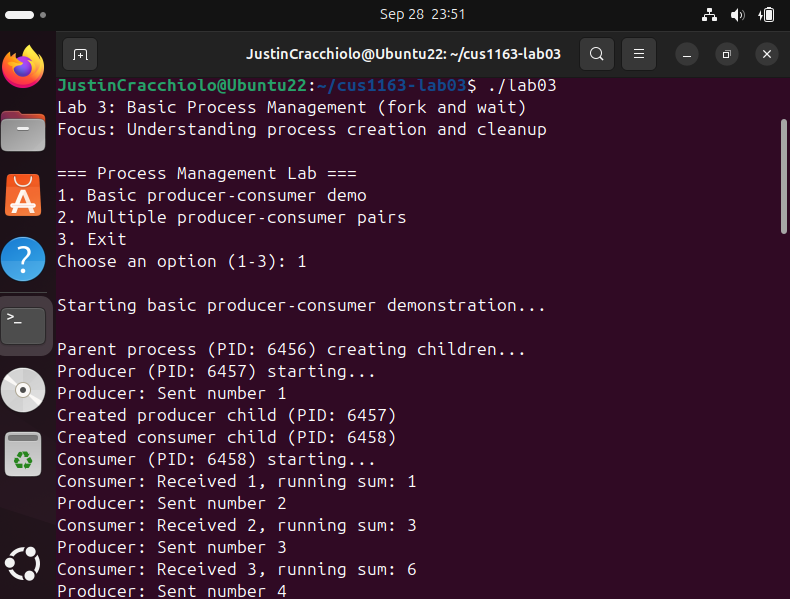 Sep 28 23:51
JustinCracchiolo@Ubuntu22: ~/cus1163-lab03
JustinCracchiolo@Ubuntu22:~/cus1163-lab03$ ./lab03
Lab 3: Basic Process Management (fork and wait)
Focus: Understanding process creation and cleanup
=== Process Management Lab ===
1. Basic producer-consumer demo
2. Multiple producer-consumer pairs
3. Exit
Choose an option (1-3): 1
Starting basic producer-consumer demonstration...
Parent process (PID: 6456) creating children...
Producer (PID: 6457) starting...
Producer: Sent number 1
Created producer child (PID: 6457)
Created consumer child (PID: 6458)
Consumer (PID: 6458) starting...
Consumer: Received 1, running sum: 1
Producer: Sent number 2
Consumer: Received 2, running sum: 3
Producer: Sent number 3
Consumer: Received 3, running sum: 6
Producer: Sent number 4